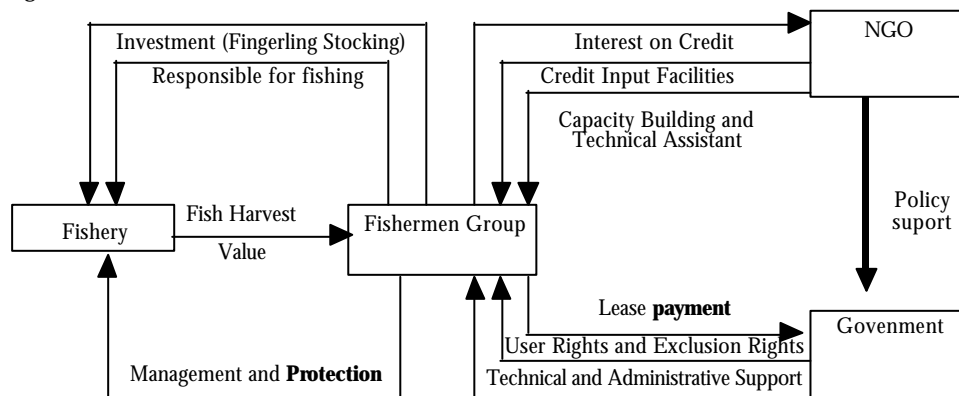 Investment (Fingerling Stocking)
Responsible for fishing
Interest on Credit
Credit Input Facilities
Capacity Building and
Technical Assistant
NGO
Fishery
Fish Harvest
Value
Fishermen Group
Policy
suport
Lease payment
User Rights and Exclusion Rights
Technical and Administrative Support
Govenment
Management and Protection